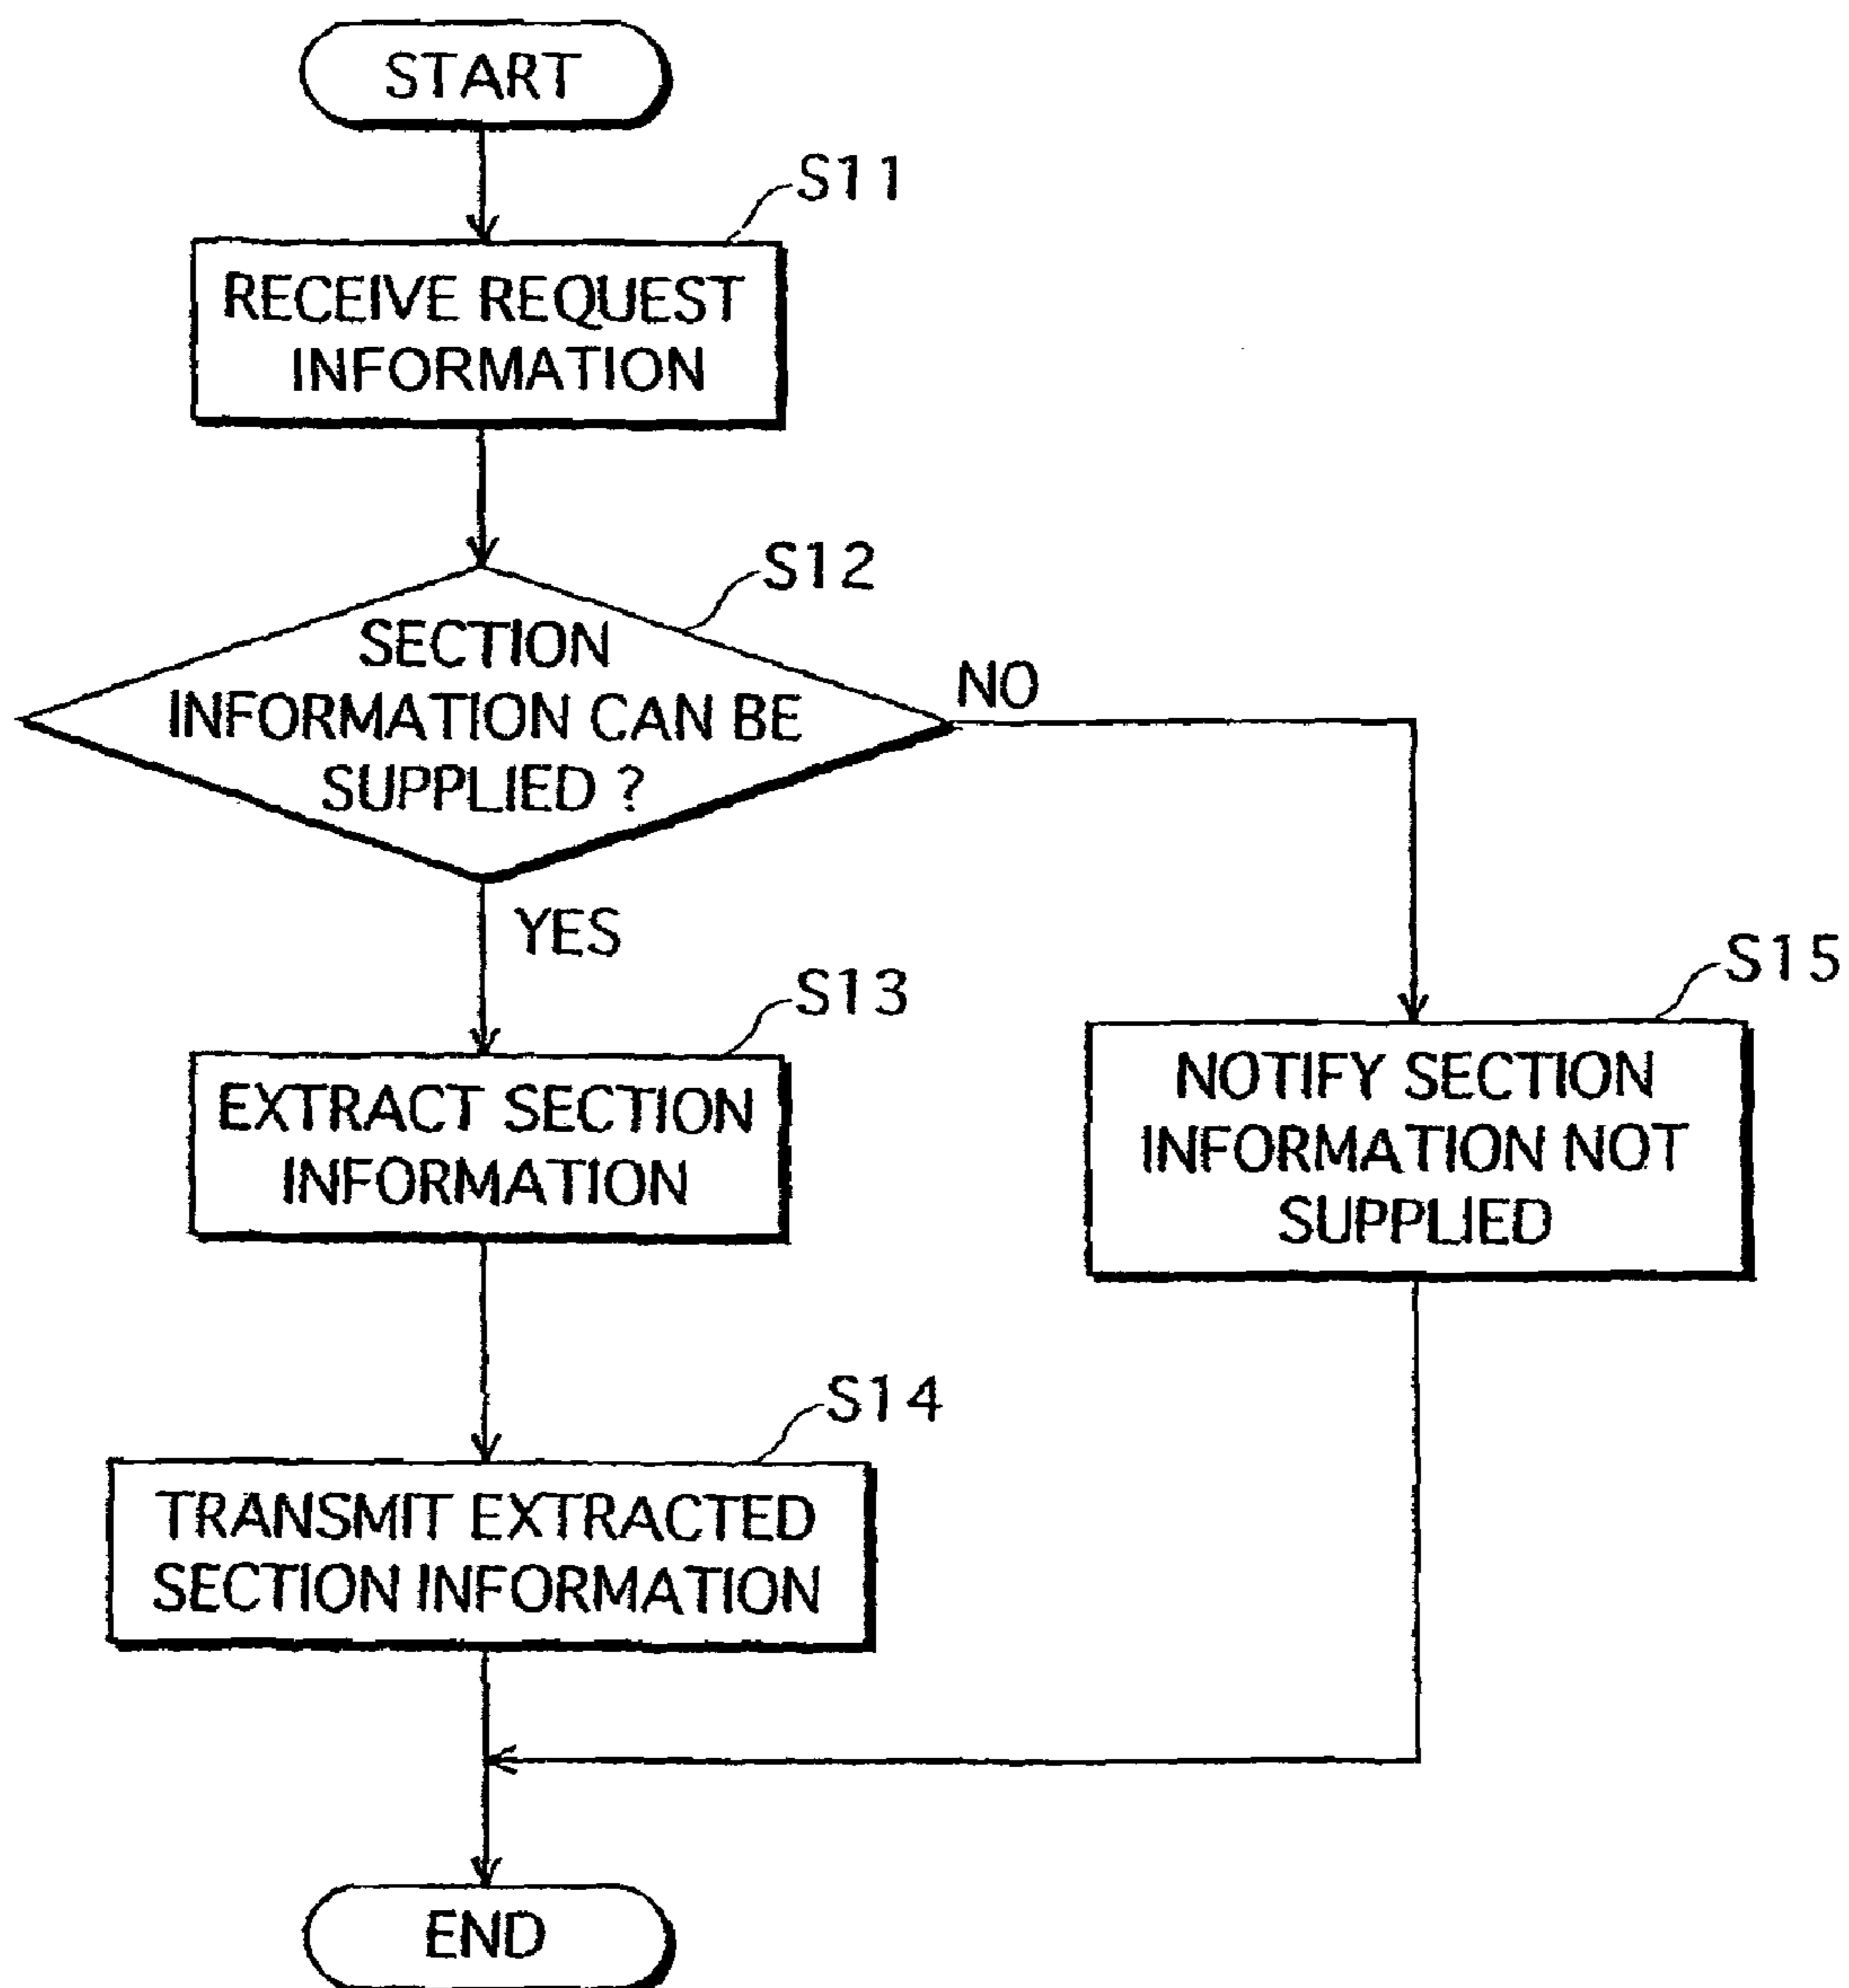 START
S11
RECEIVE REQUEST
INFORMATION
S12
SECTION
INFORMATION CAN BE
SUPPLIED ?
NO
YES
S13
EXTRACT SECTION
INFORMATION
S15
NOTIFY SECTION
INFORMATION NOT
SUPPLIED
S14
TRANSMIT EXTRACTED
SECTION INFORMATION
END